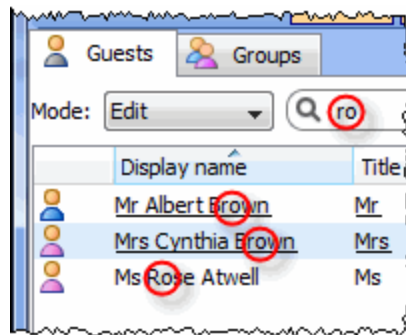 Guests Groups
Mode: Edit ro
Display name Title
Mr Albert Brown Mr
Mrs Cynthia Brown Mrs
Ms Rose Atwell Ms